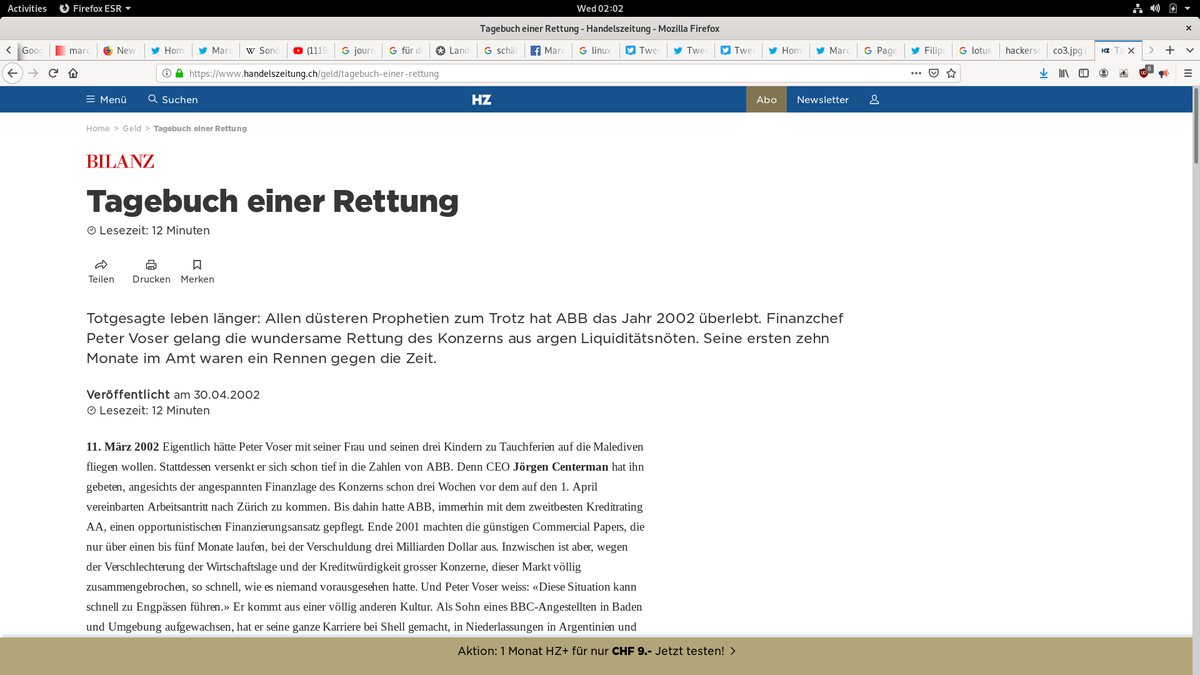 Activities Firefox ESR Wed 02:02
Tagebuch einer Rettung - Handelszeitung - Mozilla Firefox
Goo marc New Hom Marc W Sond (1119 G journ G für d Land G schä Marc G linux Twee Twee Twee Hom Marc G Page Filip G lotus hackers co3.jpg HZ Ta
https://www.handelszeitung.ch/geld/tagebuch-einer-rettung 8
Menü Suchen HZ Abo Newsletter
Home > Geld > Tagebuch einer Rettung
BILANZ
Tagebuch einer Rettung
Lesezeit: 12 Minuten
Teilen Drucken Merken
Totgesagte leben länger: Allen düsteren Prophetien zum Trotz hat ABB das Jahr 2002 überlebt. Finanzchef
Peter Voser gelang die wundersame Rettung des Konzerns aus argen Liquiditätsnöten. Seine ersten zehn
Monate im Amt waren ein Rennen gegen die Zeit.
Veröffentlicht am 30.04.2002
Lesezeit: 12 Minuten
11. März 2002 Eigentlich hätte Peter Voser mit seiner Frau und seinen drei Kindern zu Tauchferien auf die Malediven
fliegen wollen. Stattdessen versenkt er sich schon tief in die Zahlen von ABB. Denn CEO Jörgen Centerman hat ihn
gebeten, angesichts der angespannten Finanzlage des Konzerns schon drei Wochen vor dem auf den 1. April
vereinbarten Arbeitsantritt nach Zürich zu kommen. Bis dahin hatte ABB, immerhin mit dem zweitbesten Kreditrating
AA, einen opportunistischen Finanzierungsansatz gepflegt. Ende 2001 machten die günstigen Commercial Papers, die
nur über einen bis fünf Monate laufen, bei der Verschuldung drei Milliarden Dollar aus. Inzwischen ist aber, wegen
der Verschlechterung der Wirtschaftslage und der Kreditwürdigkeit grosser Konzerne, dieser Markt völlig
zusammengebrochen, so schnell, wie es niemand vorausgesehen hatte. Und Peter Voser weiss: «Diese Situation kann
schnell zu Engpässen führen.» Er kommt aus einer völlig anderen Kultur. Als Sohn eines BBC-Angestellten in Baden
und Umgebung aufgewachsen, hat er seine ganze Karriere bei Shell gemacht, in Niederlassungen in Argentinien und
Aktion: 1 Monat HZ+ für nur CHF 9.- Jetzt testen! >